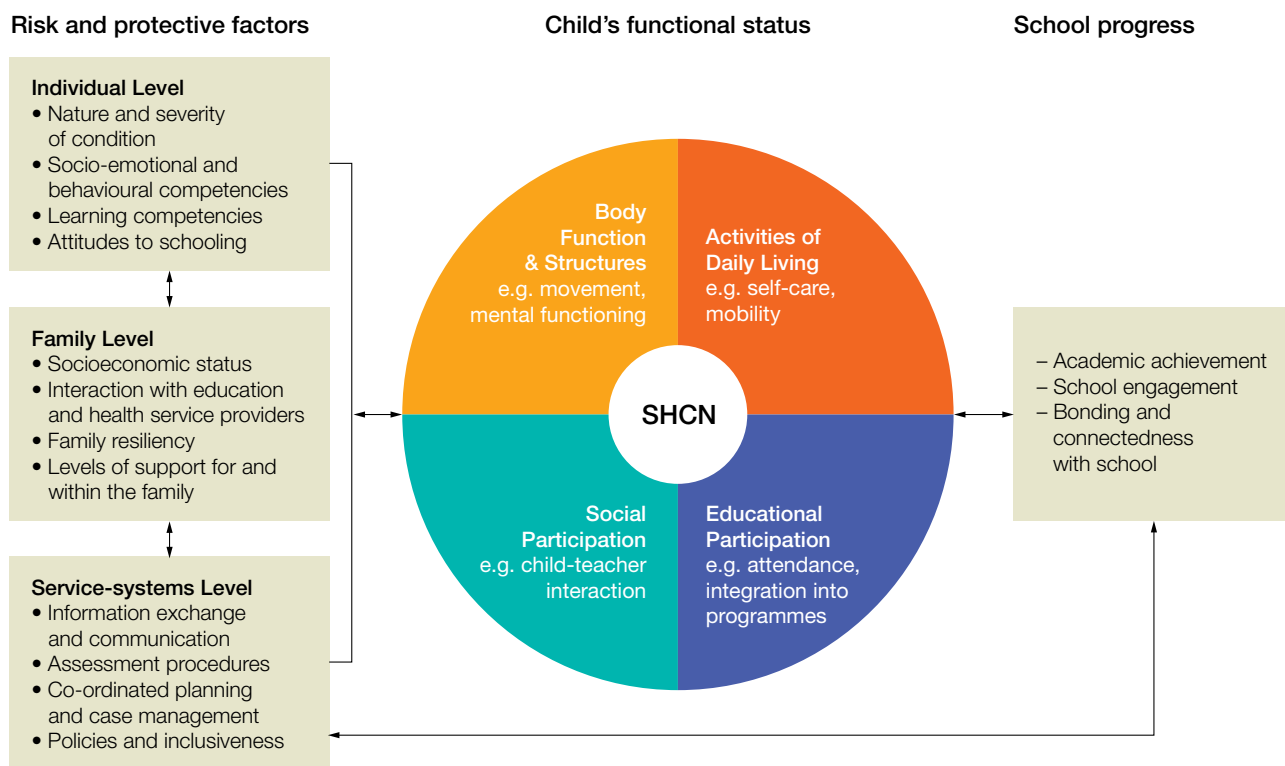 Risk and protective factors
Child's functional status
School progress
Individual Level
• Nature and severity
of condition
• Socio-emotional and
behavioural competencies
• Learning competencies
• Attitudes to schooling
Family Level
• Socioeconomic status
• Interaction with education
and health service providers
• Family resiliency
• Levels of support for and
within the family
Service-systems Level
• Information exchange
and communication
• Assessment procedures
• Co-ordinated planning
and case management
• Policies and inclusiveness
Body
Function
& Structures
e.g. movement,
mental functioning
Activities of
Daily Living
e.g. self-care,
mobility
SHCN
Social
Participation
e.g. child-teacher
interaction
Educational
Participation
e.g. attendance,
integration into
programmes
– Academic achievement
– School engagement
– Bonding and
connectedness
with school